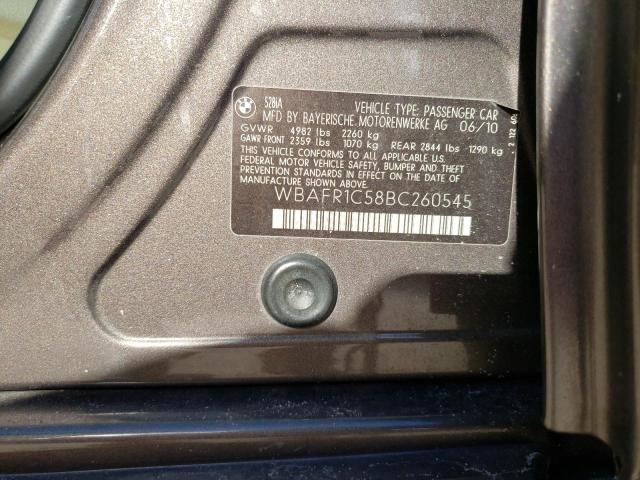 BMW
528iA
VEHICLE TYPE: PASSENGER CAR
MFD BY BAYERISCHE MOTORENWERKE AG 06/10
GVWR 4982 lbs 2260 kg
GAWR FRONT 2359 lbs 1070 kg REAR 2844 lbs 1290 kg
THIS VEHICLE CONFORMS TO ALL APPLICABLE U.S.
FEDERAL MOTOR VEHICLE SAFETY, BUMPER AND THEFT
PREVENTION STANDARDS IN EFFECT ON THE DATE OF
MANUFACTURE SHOWN ABOVE.
WBAFR1C58BC260545